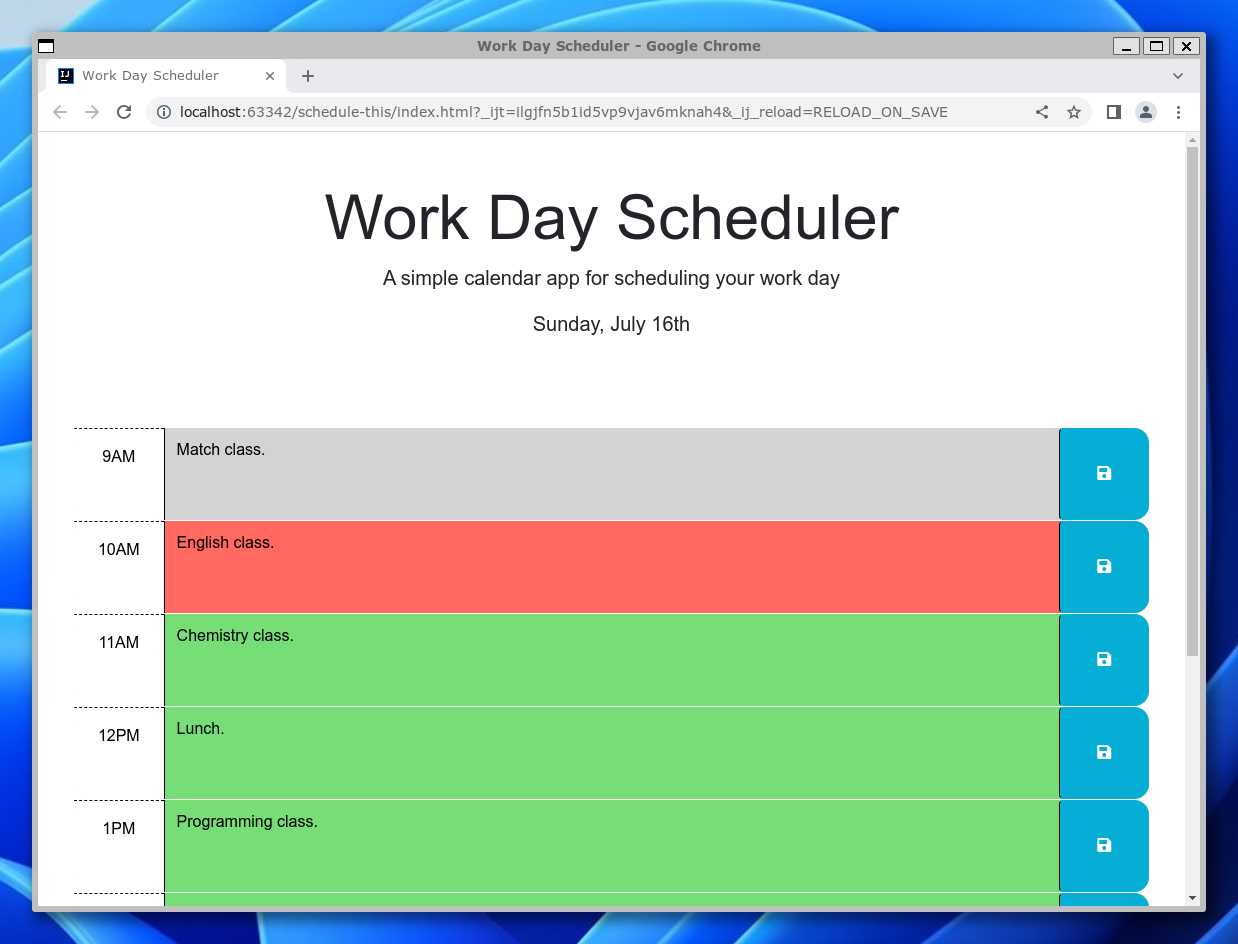 Work Day Scheduler - Google Chrome
IJ Work Day Scheduler
localhost:63342/schedule-this/index.html?_ijt=ilgjfn5b1id5vp9vjav6mknah4&_ij_reload=RELOAD_ON_SAVE
Work Day Scheduler
A simple calendar app for scheduling your work day
Sunday, July 16th
9AM Match class.
10AM English class.
11AM Chemistry class.
12PM Lunch.
1PM Programming class.